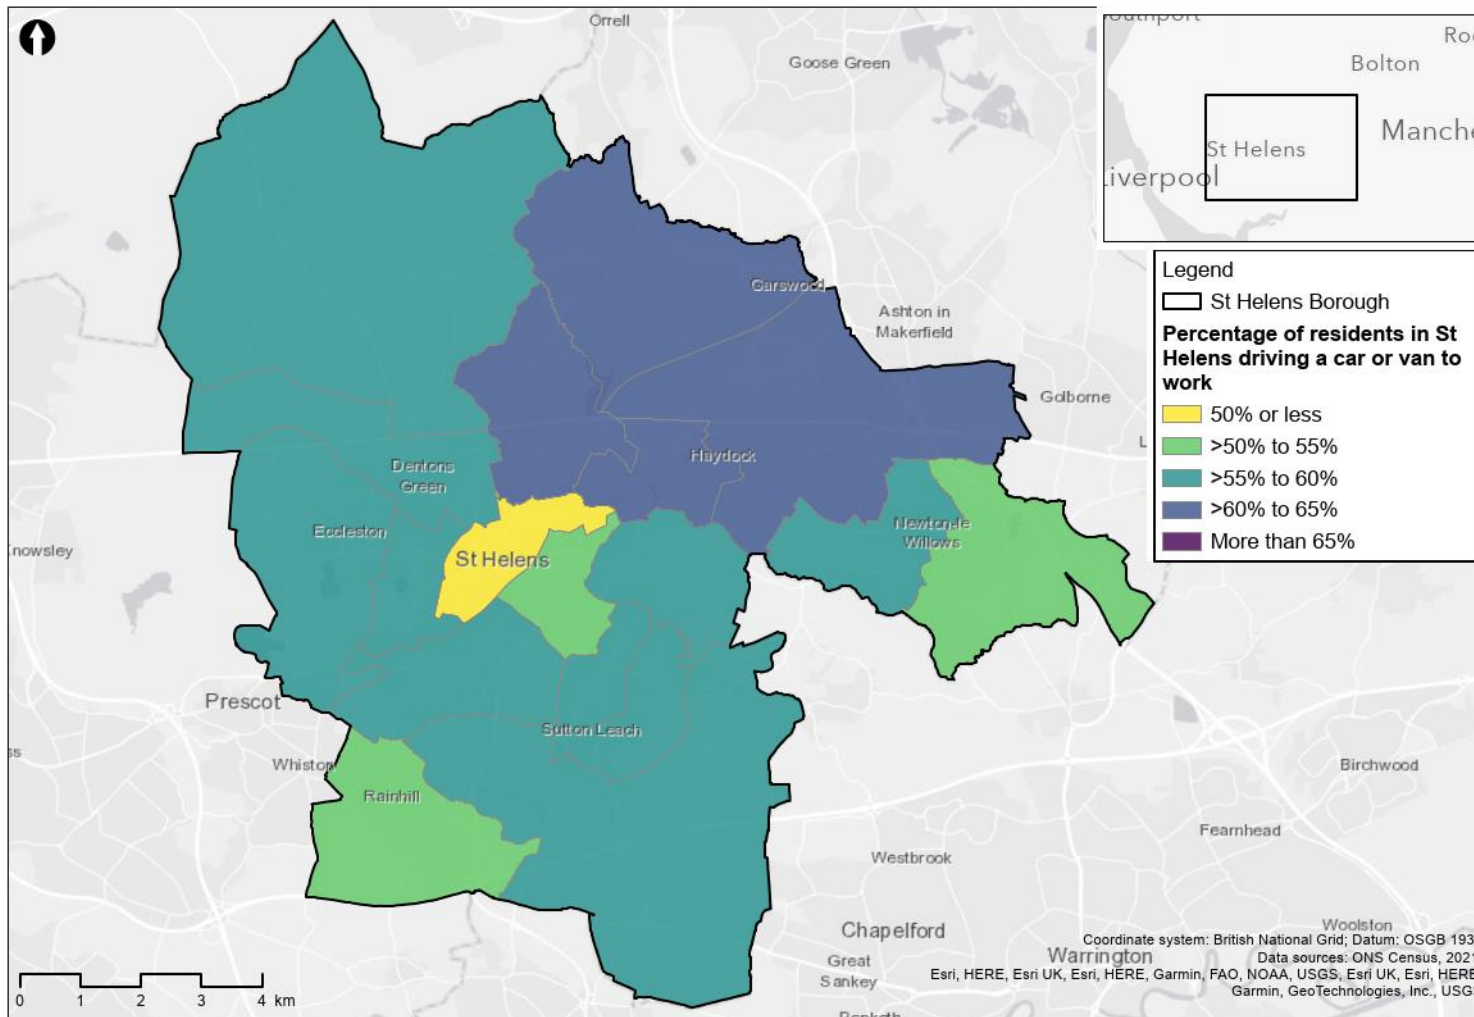 Orrell
Goose Green
Garswood
Ashton in
Makerfield
Golborne
Haydock
Dentons
Green
Eccleston
Newton-le
Willows
St Helens
Knowsley
Prescot
Sutton Leach
Whiston
Rainhill
Birchwood
Fearnhead
Westbrook
Chapelford
Woolston
Warrington
Great
Sankey
0 1 2 3 4 km
Bolton
St Helens
Liverpool
Legend
St Helens Borough
Percentage of residents in St
Helens driving a car or van to
work
50% or less
>50% to 55%
>55% to 60%
>60% to 65%
More than 65%
Coordinate system: British National Grid; Datum: OSGB 193
Data sources: ONS Census, 2021
Esri, HERE, Esri UK, Esri, HERE, Garmin, FAO, NOAA, USGS, Esri UK, Esri, HERE
Garmin, GeoTechnologies, Inc., USGS